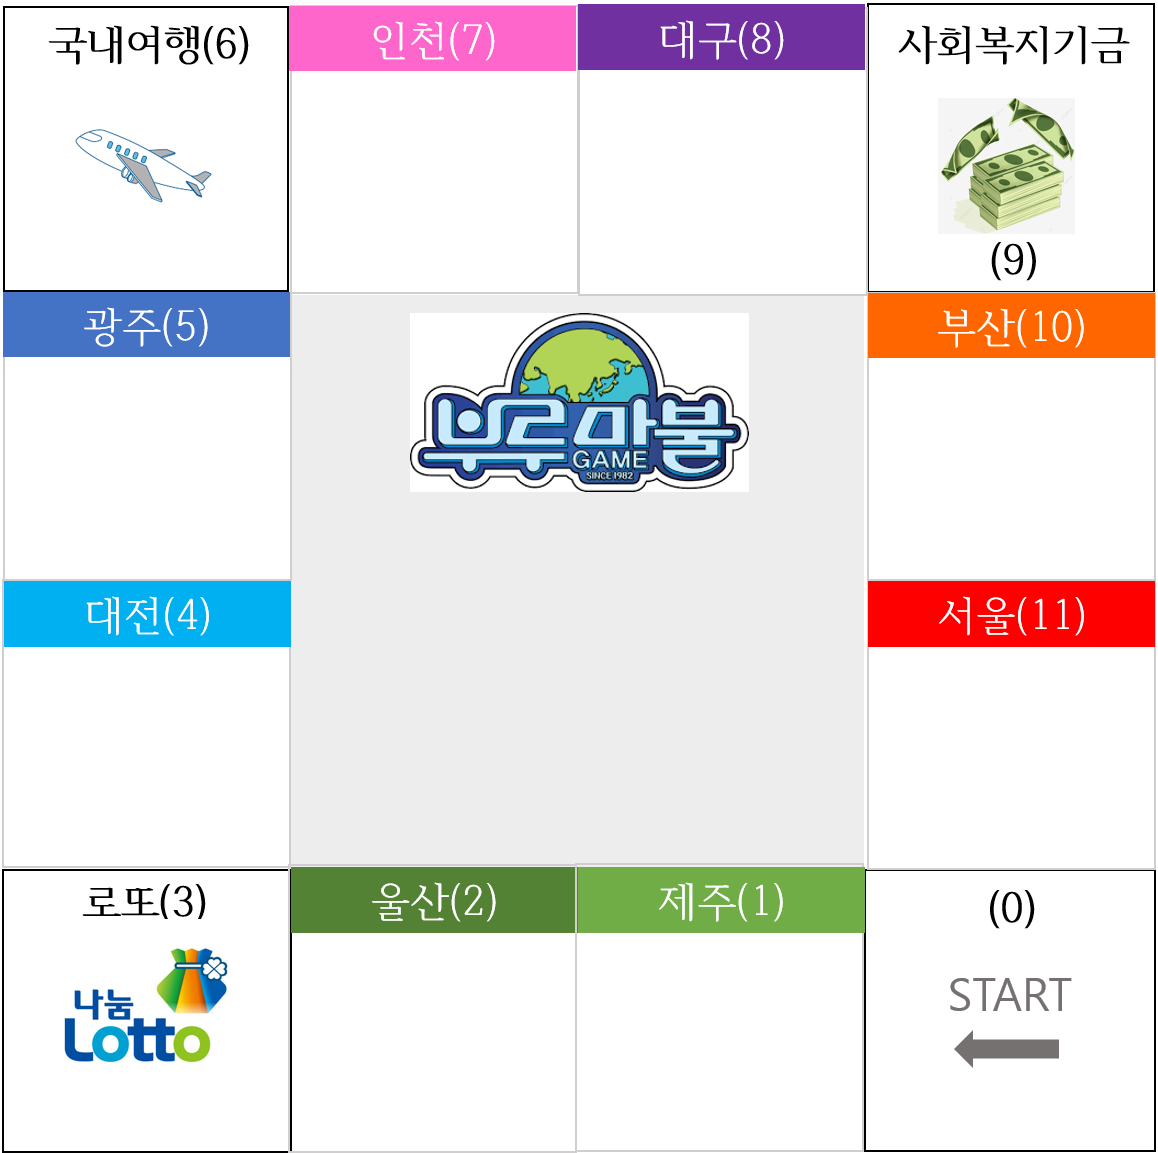 국내여행(6)
인천(7)
대구(8)
사회복지기금
(9)
광주(5)
부루마불
GAME
SINCE 1982
부산(10)
대전(4)
서울(11)
로또(3)
나눔
Lotto
울산(2)
제주(1)
(0)
START